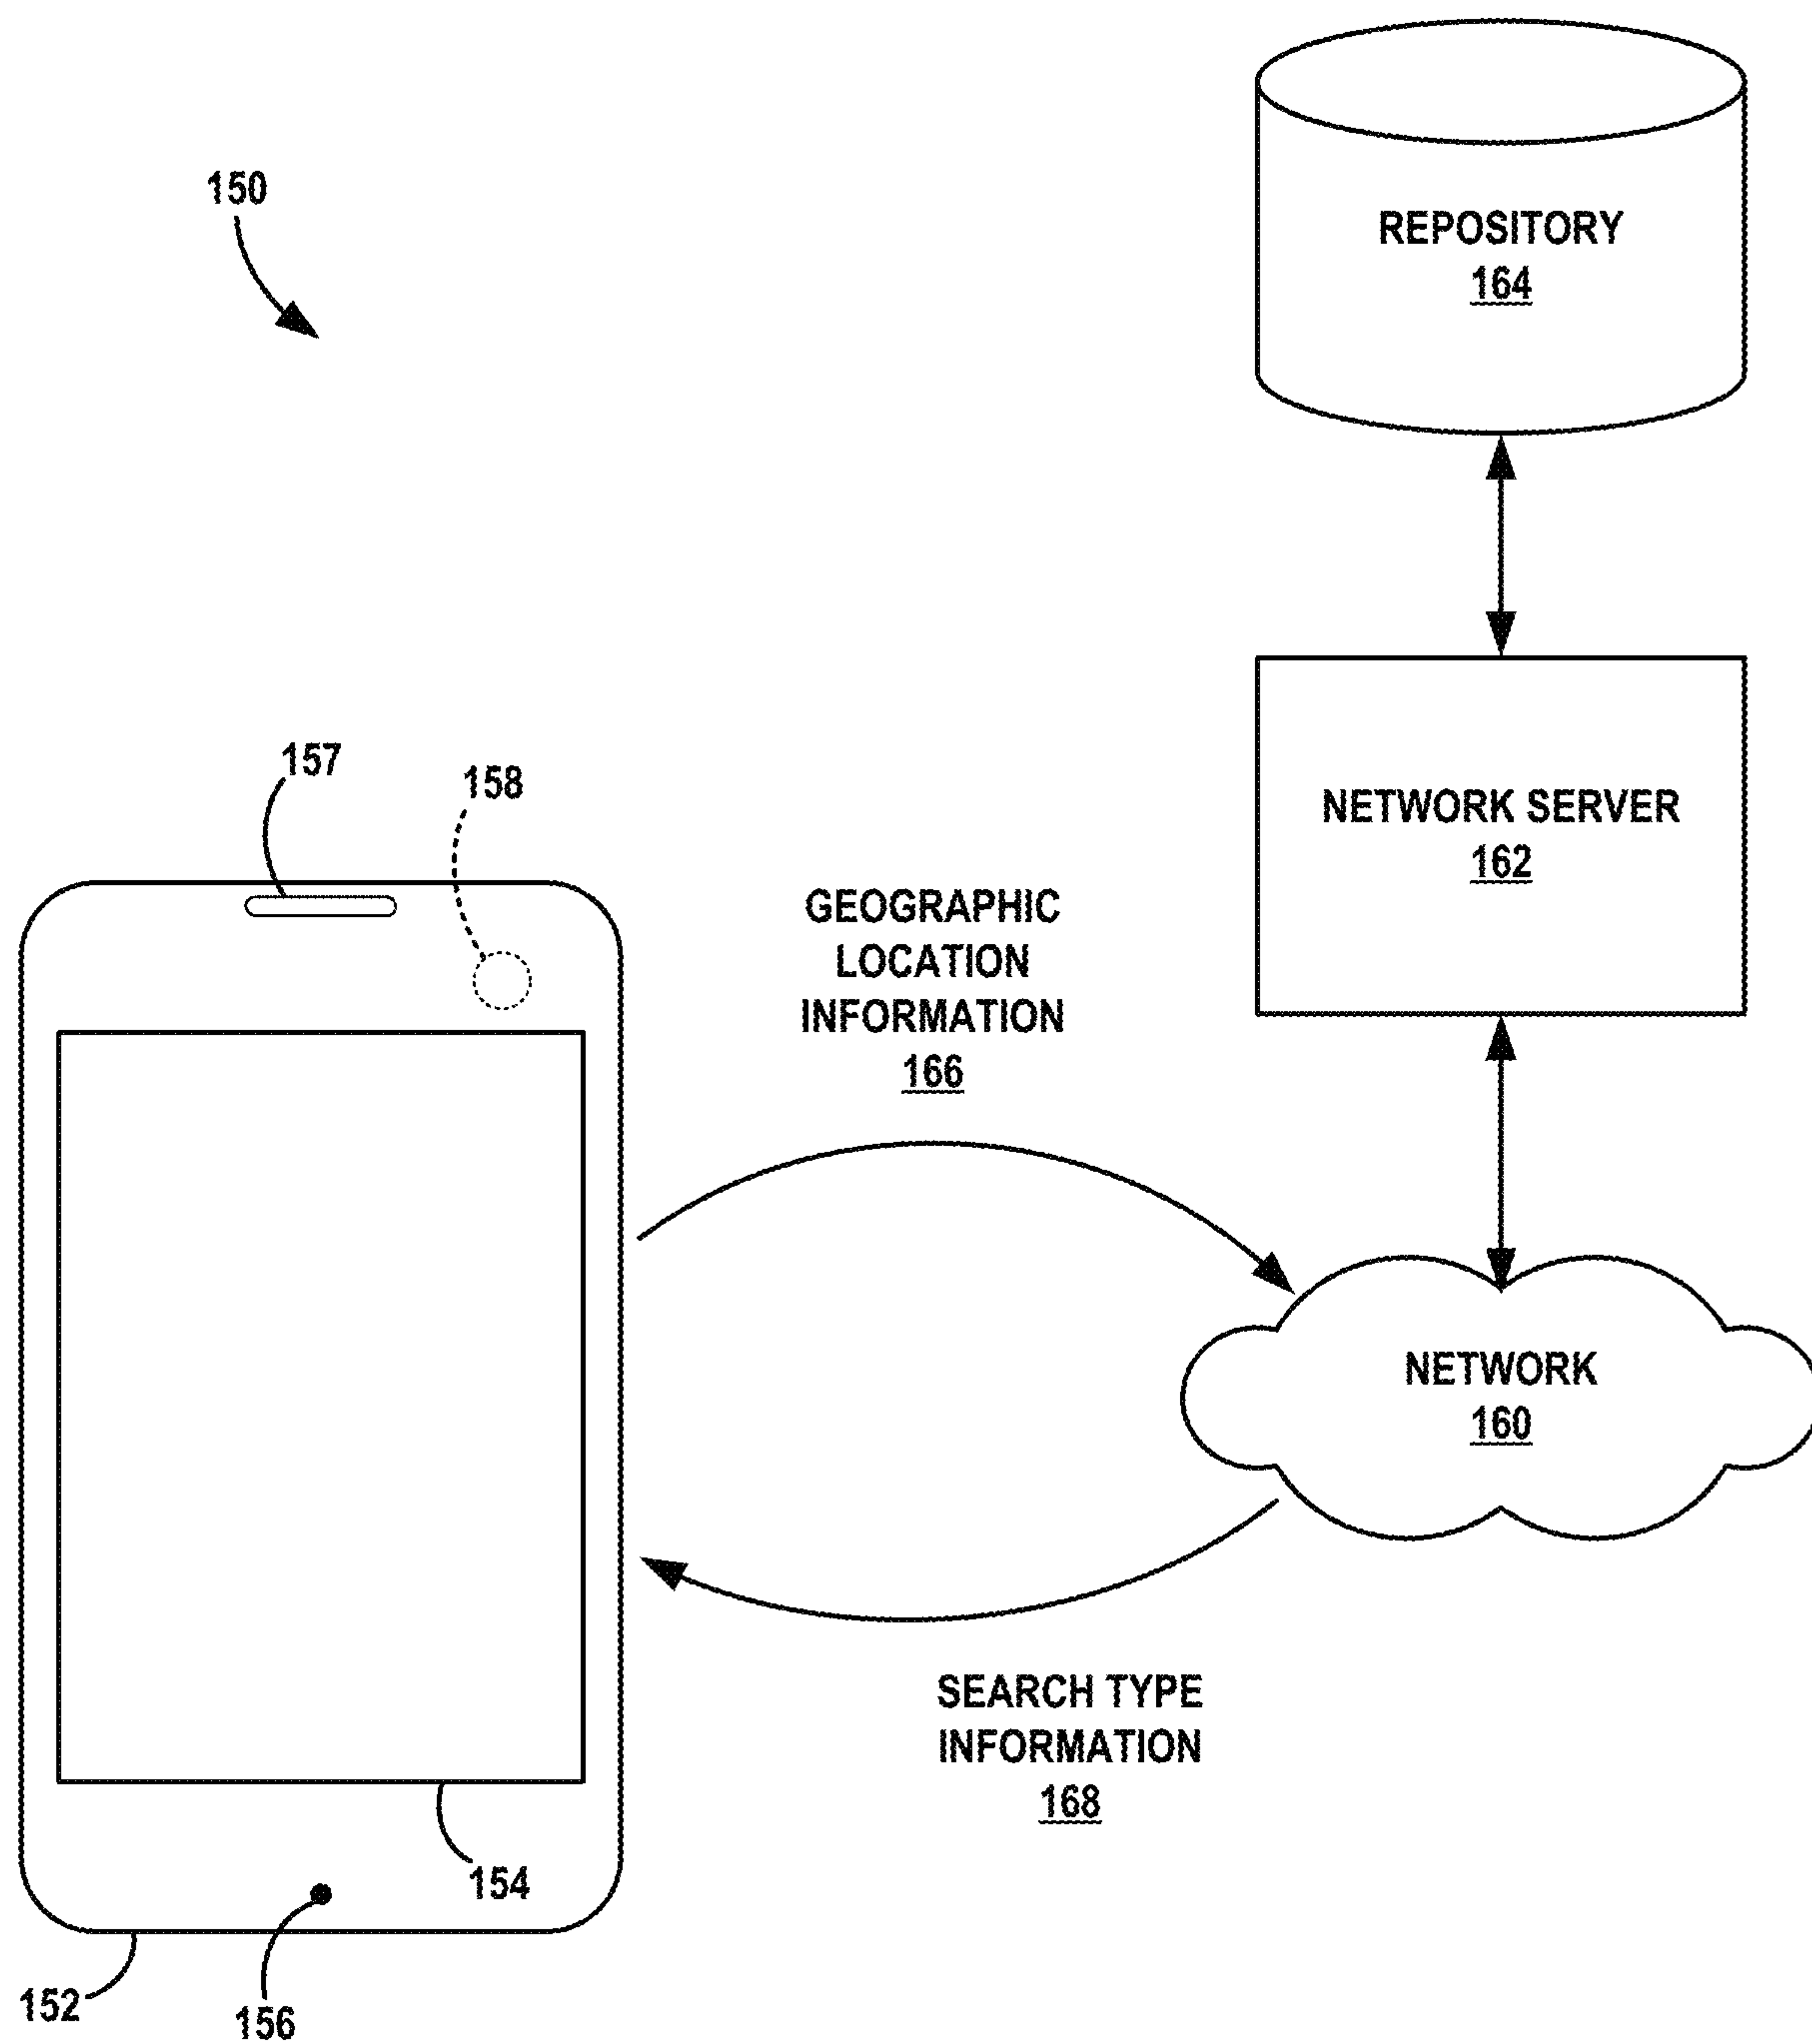 150
REPOSITORY
164
157
158
NETWORK SERVER
162
GEOGRAPHIC
LOCATION
INFORMATION
166
NETWORK
160
SEARCH TYPE
INFORMATION
168
154
152
156